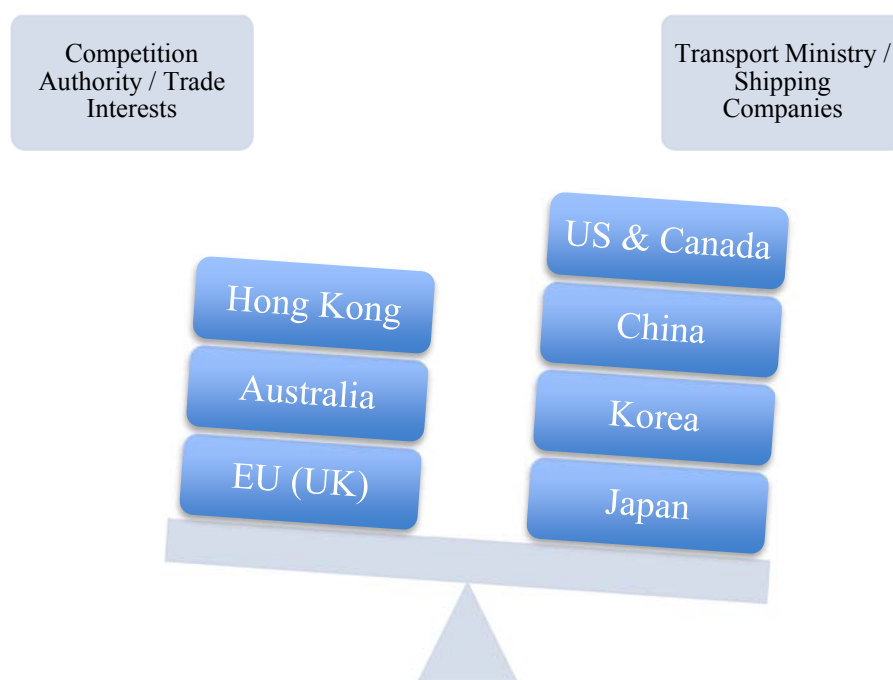 Competition
Authority / Trade
Interests
Transport Ministry /
Shipping
Companies
Hong Kong
Australia
EU (UK)
US & Canada
China
Korea
Japan